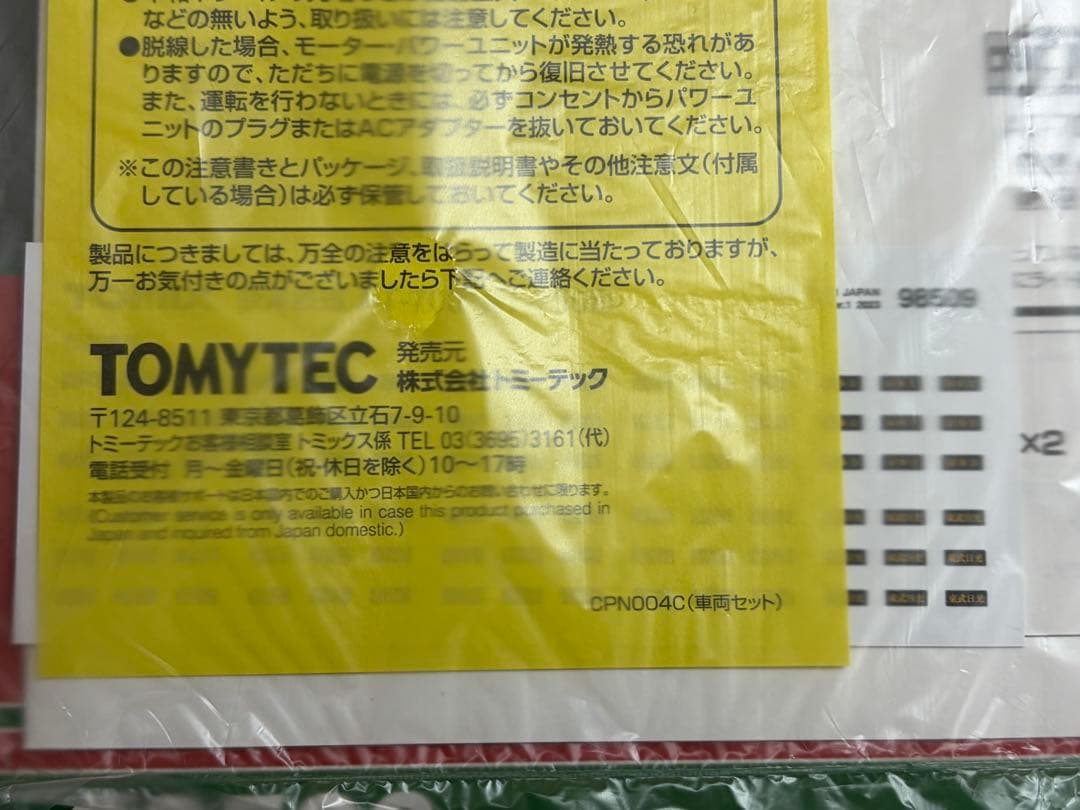 などの無いよう、取り扱いには注意してください。
●脱線した場合、モーター・パワーユニットが発熱する恐れがあ
りますので、ただちに電源を切ってから復旧させてください。
また、運転を行わないときには、必ずコンセントからパワーユ
ニットのプラグまたはACアダプターを抜いておいてください。
※この注意書きとパッケージ、取扱説明書やその他注意文(付属
している場合)は必ず保管しておいてください。
製品につきましては、万全の注意をはらって製造に当たっておりますが、
万一お気付きの点がございましたら下記へご連絡ください。
TOMYTEC 発売元
株式会社トミーテック
〒124-8511 東京都葛飾区立石7-9-10
トミーテックお客様相談室 トミックス係 TEL 03(3695)3161(代)
電話受付 月～金曜日(祝・休日を除く)10～17時
本製品のお客様サポートは日本国内でのご購入かつ日本国内からのお問い合わせに限ります。
(Customer service is only available in case this product purchased in
Japan and inquired from Japan domestic.)
CPN004C(車両セット)
JAPAN
2023
98509
×2
東武日光 東武日光
東武日光 東武日光